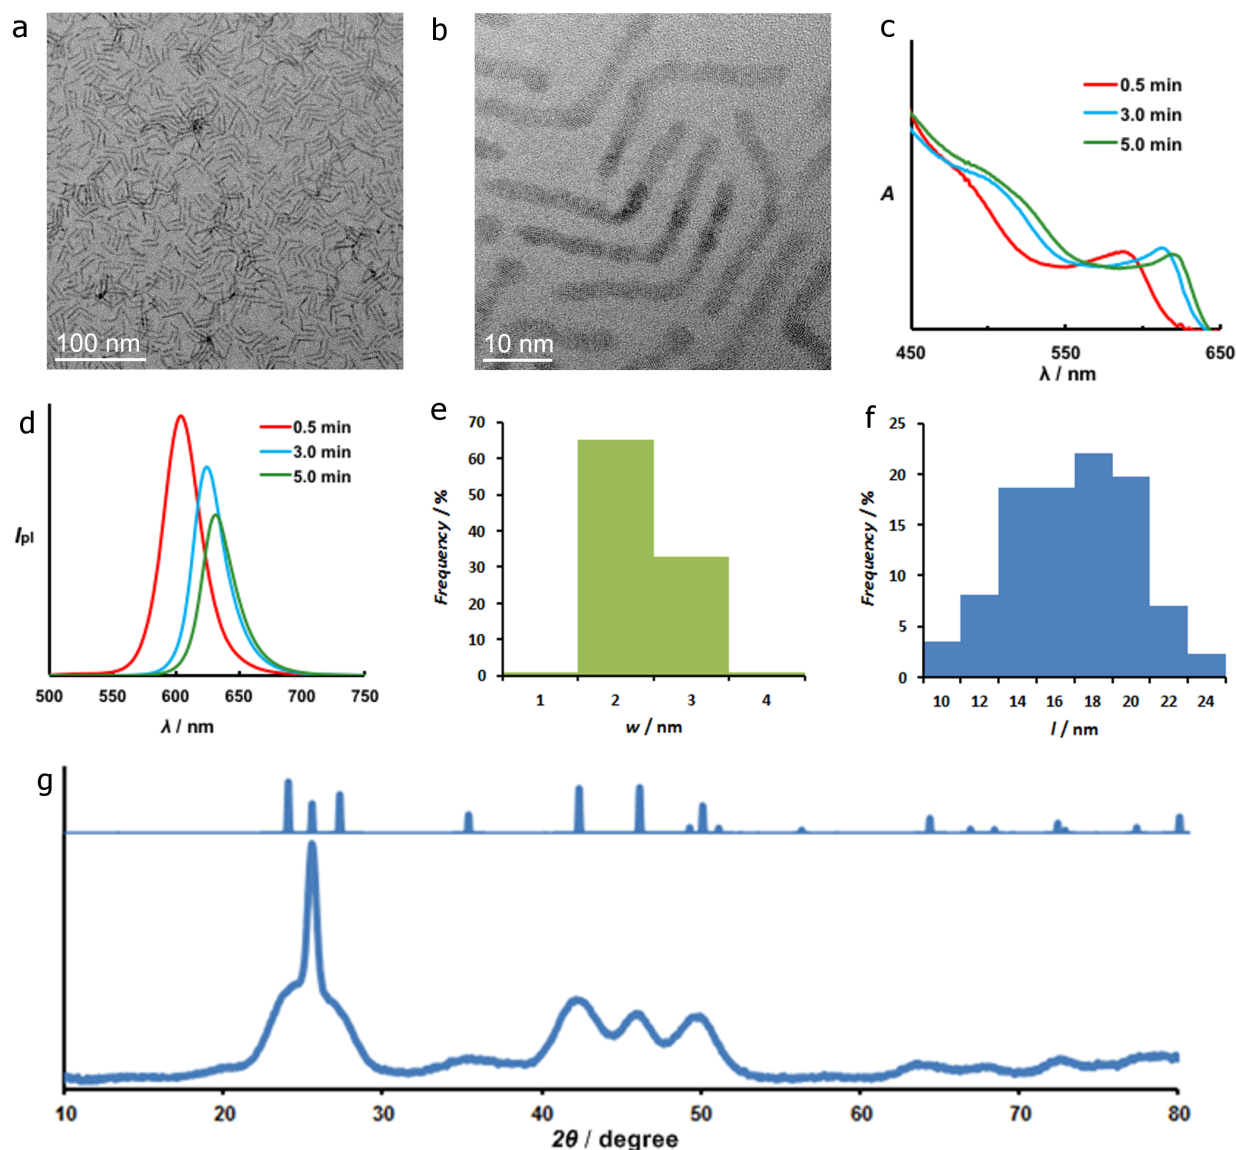 a
100 nm
b
10 nm
c
0.5 min
3.0 min
5.0 min
A
450 550 650
λ / nm
d
0.5 min
3.0 min
5.0 min
Ipl
500 550 600 650 700 750
λ / nm
e
70
60
50
40
30
20
10
0
Frequency / %
1 2 3 4
w / nm
f
25
20
15
10
5
0
Frequency / %
10 12 14 16 18 20 22 24
l / nm
g
10 20 30 40 50 60 70 80
2θ / degree